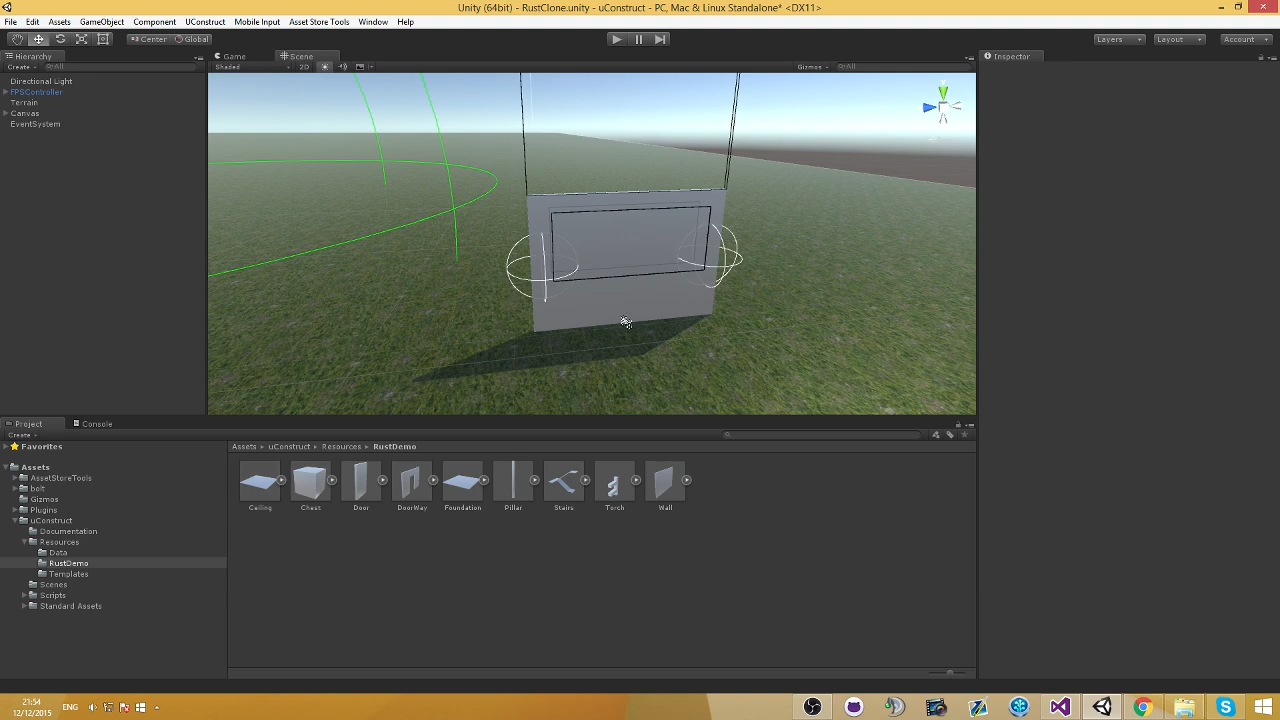 Unity (64bit) - RustClone.unity - uConstruct - PC, Mac & Linux Standalone* <DX11>
File Edit Assets GameObject Component UConstruct Mobile Input Asset Store Tools Window Help
Center Global Layers Layout Account
Hierarchy Game Scene Inspector
Create All Shaded 2D Gizmos All
Directional Light
FPSController
Terrain
Canvas
EventSystem
Project Console
Create
Favorites
Assets
AssetStoreTools
bolt
Gizmos
Plugins
uConstruct
Documentation
Resources
Data
RustDemo
Templates
Scenes
Scripts
Standard Assets
Assets uConstruct Resources RustDemo
Ceiling Chest Door DoorWay Foundation Pillar Stairs Torch Wall
21:54
12/12/2015
ENG